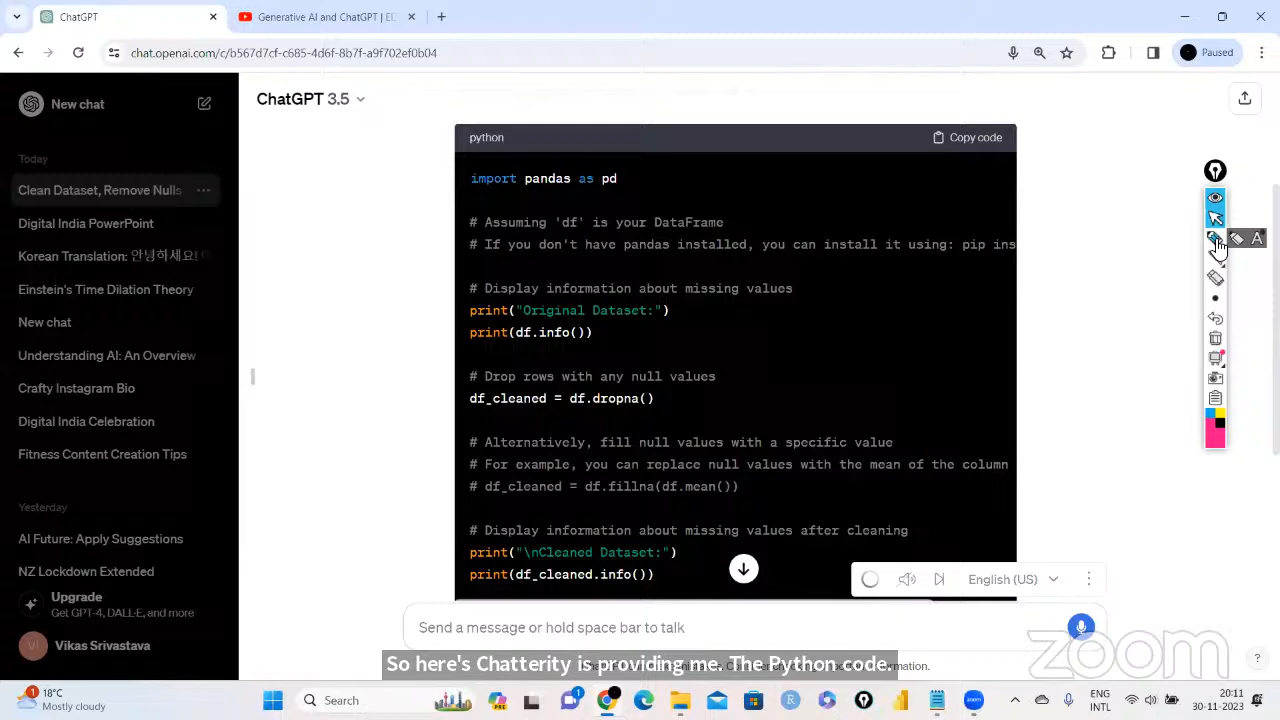 ChatGPT
Generative AI and ChatGPT | ED
chat.openai.com/c/b567d7cf-c685-4d6f-8b7f-a9f702ef0b04
Paused
New chat
ChatGPT 3.5
Today
Clean Dataset, Remove Nulls
Digital India PowerPoint
Korean Translation: 안녕하세요!
Einstein's Time Dilation Theory
New chat
Understanding AI: An Overview
Crafty Instagram Bio
Digital India Celebration
Fitness Content Creation Tips
Yesterday
AI Future: Apply Suggestions
NZ Lockdown Extended
Upgrade
Get GPT-4, DALL·E, and more
VI
Vikas Srivastava
python
Copy code
import pandas as pd
# Assuming 'df' is your DataFrame
# If you don't have pandas installed, you can install it using: pip ins
# Display information about missing values
print("Original Dataset:")
print(df.info())
# Drop rows with any null values
df_cleaned = df.dropna()
# Alternatively, fill null values with a specific value
# For example, you can replace null values with the mean of the column
# df_cleaned = df.fillna(df.mean())
# Display information about missing values after cleaning
print("\nCleaned Dataset:")
print(df_cleaned.info())
A
English (US)
Send a message or hold space bar to talk
So here's Chatterity is providing me. The Python code.
zoom
?
18°C
Mostly cloudy
Search
1
1
R
ENG
INTL
20:11
30-11-2023